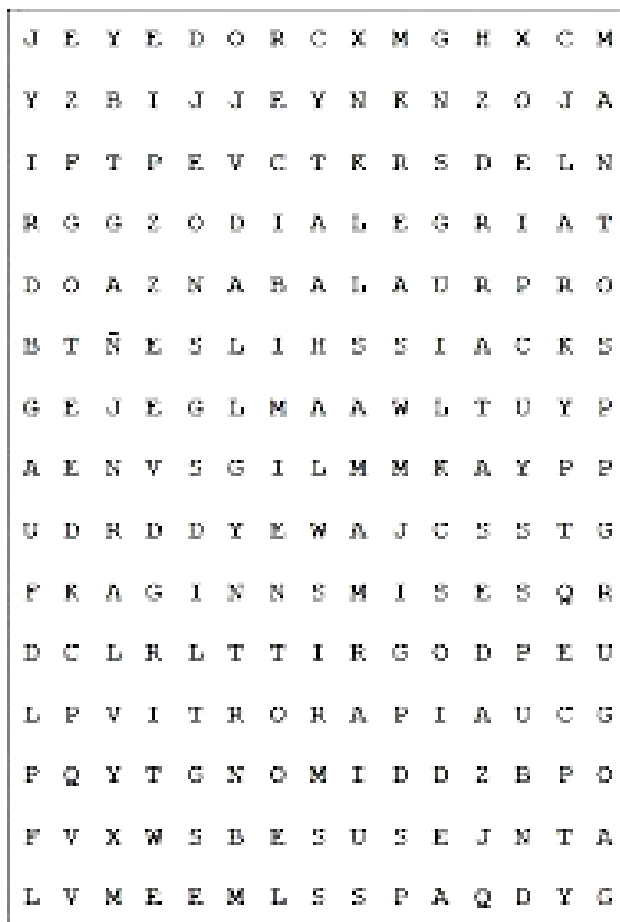 J E Y E D O R C X M G H X C M
Y Z B I J J E Y N K N Z O J A
I F T P E V C T K R S D E L N
R G G Z O D I A L E G R I A T
D O A Z N A B A L A U R P R O
B T Ñ E S L I H S S I A C K S
G E J E G L M A A W L T U Y P
A E N V S G I L M M K A Y P P
U D R D D Y E W A J C S S T G
F K A G I N N S M I S E S Q R
D C L R L T T I R G O D P E U
L P V I T R O R A P I A U C G
P Q Y T G N O M I D D Z B P O
F V X W S B E S U S E J N T A
L V M E E M L S S P A Q D Y G